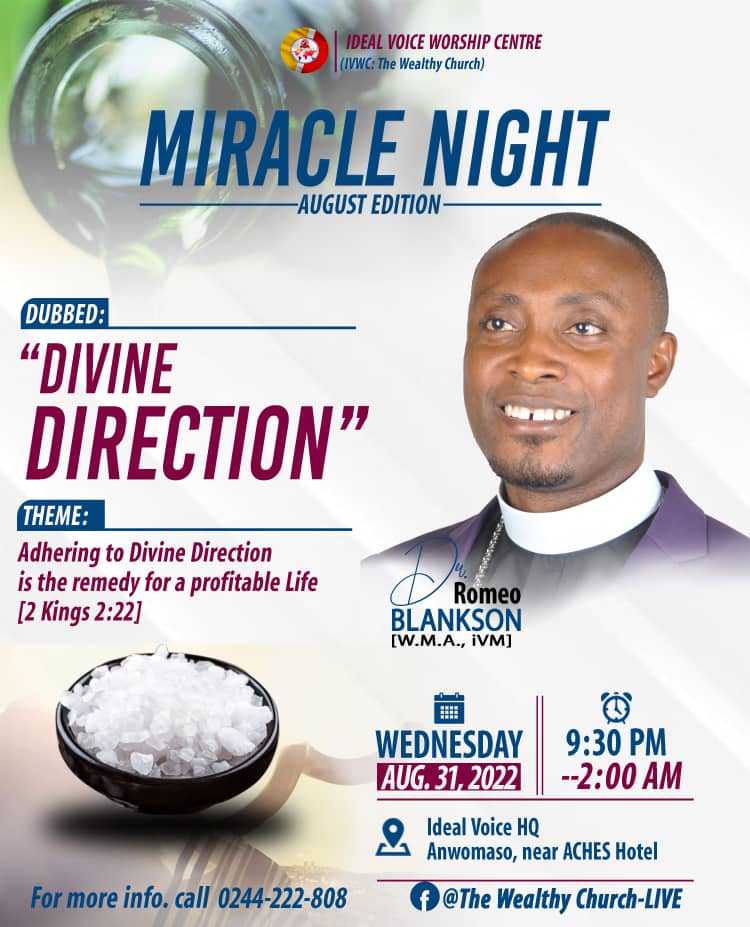 IDEAL VOICE WORSHIP CENTRE
(IVWC: The Wealthy Church)
MIRACLE NIGHT
AUGUST EDITION
DUBBED:
“DIVINE
DIRECTION”
THEME:
Adhering to Divine Direction
is the remedy for a profitable Life
[2 Kings 2:22]
Dr.
Romeo
BLANKSON
[W.M.A., iVM]
WEDNESDAY
AUG. 31, 2022
9:30 PM
--2:00 AM
Ideal Voice HQ
Anwomaso, near ACHES Hotel
For more info. call 0244-222-808
@The Wealthy Church-LIVE